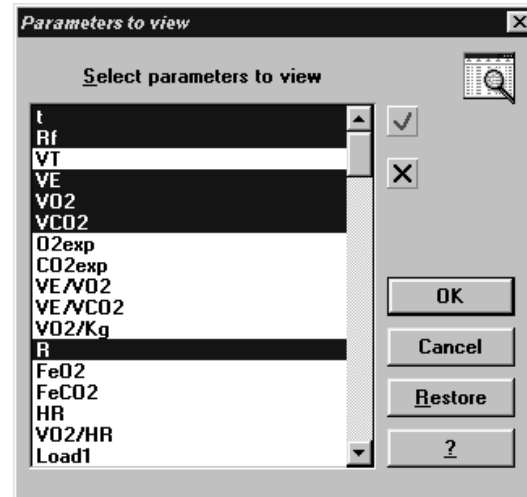 Parameters to view
Select parameters to view
t
Rf
VT
VE
VO2
VCO2
O2exp
CO2exp
VE/VO2
VE/VCO2
VO2/Kg
R
FeO2
FeCO2
HR
VO2/HR
Load1
OK
Cancel
Restore
?